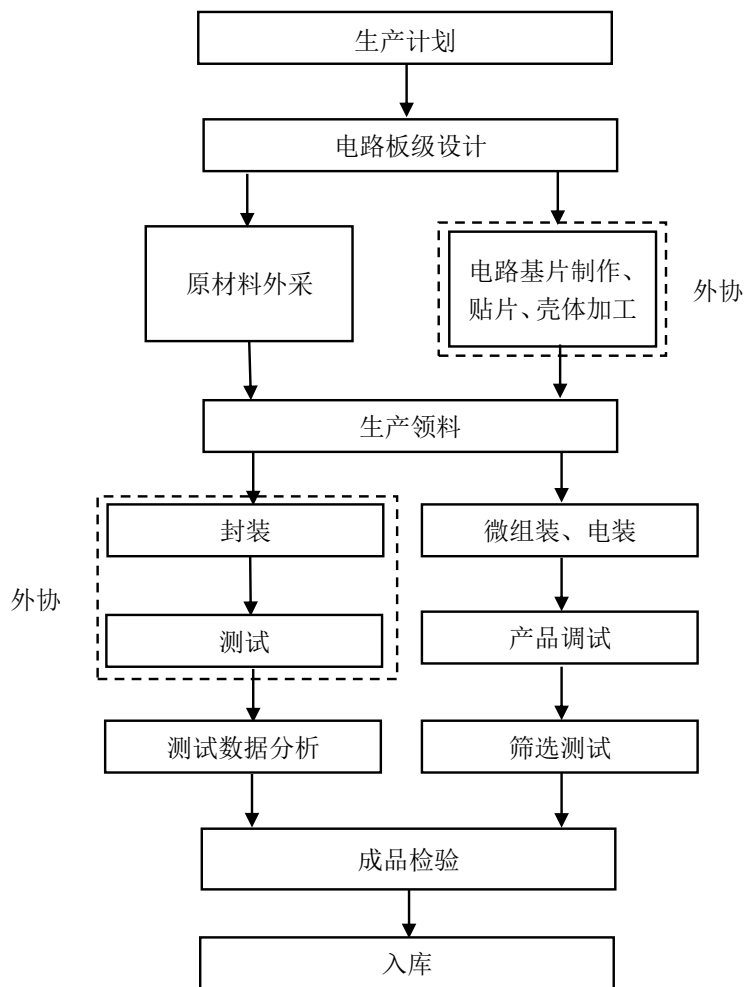 生产计划
电路板级设计
原材料外采
电路基片制作、
贴片、壳体加工
外协
生产领料
封装
微组装、电装
外协
测试
产品调试
测试数据分析
筛选测试
成品检验
入库